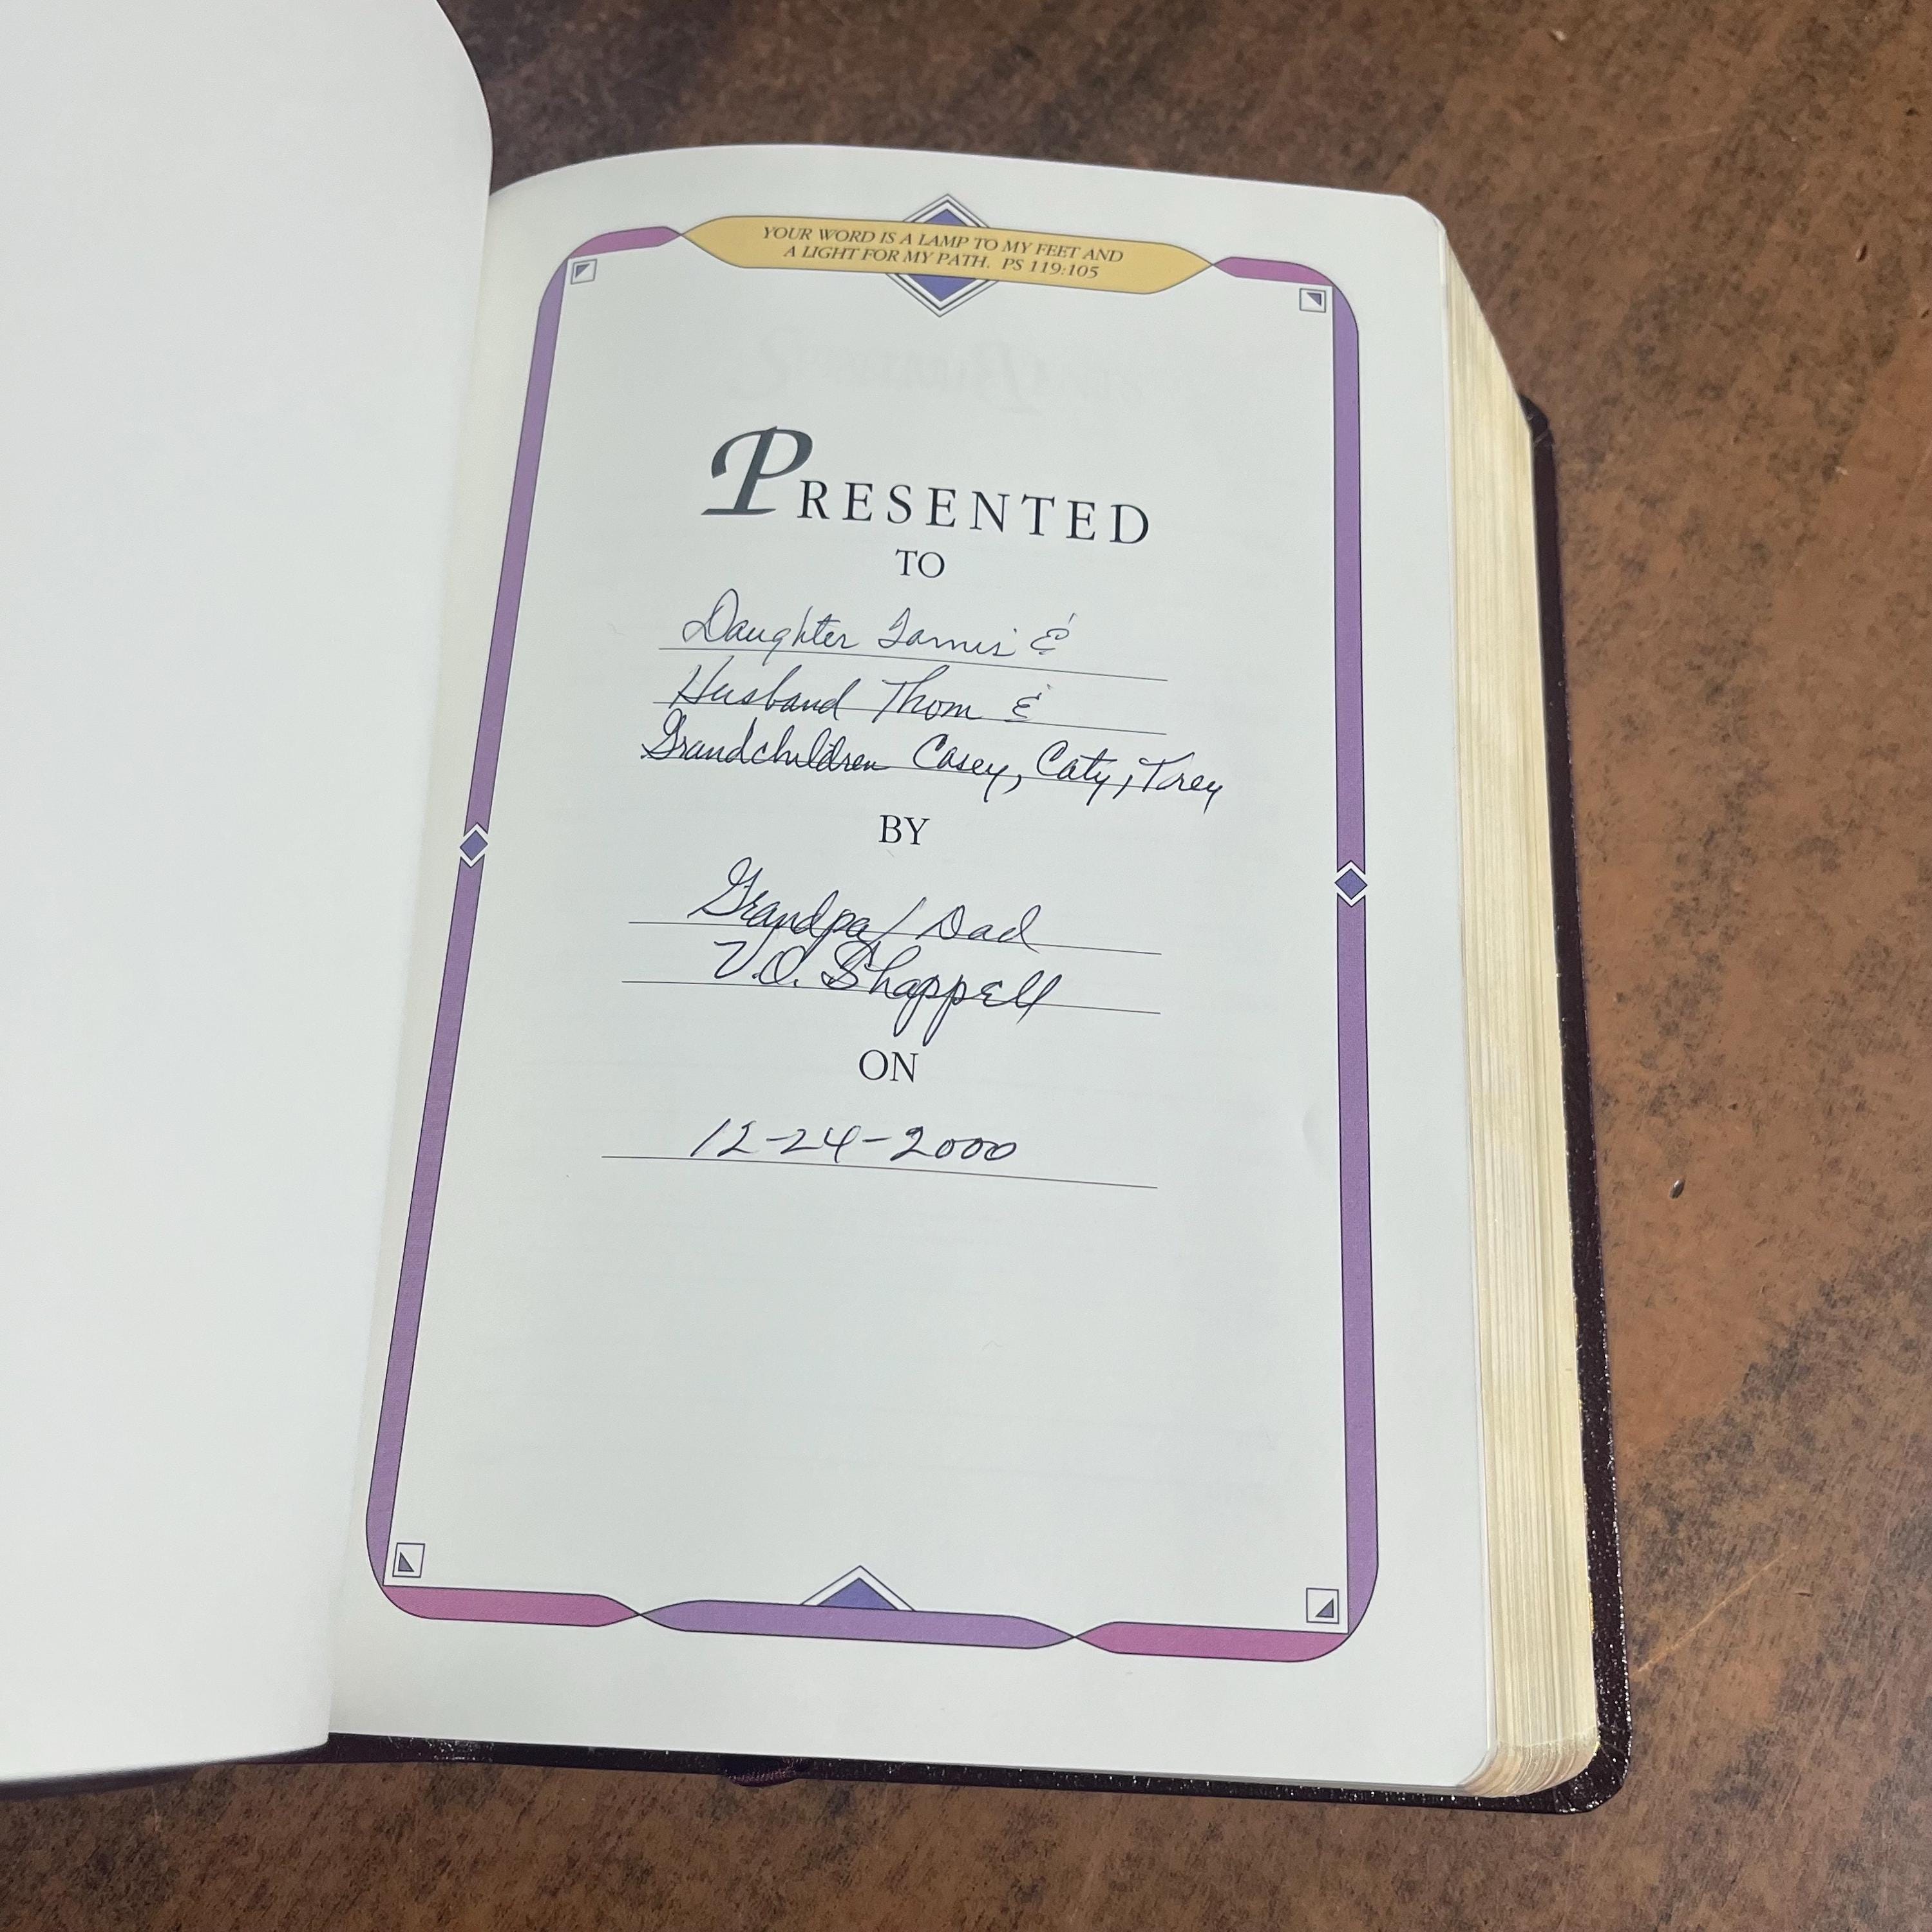 YOUR WORD IS A LAMP TO MY FEET AND
A LIGHT FOR MY PATH. PS 119:105
PRESENTED
TO
Daughter &
Husband Thom &
Grandchildren Casey, Caty, Trey
BY
Grandpa/Dad
V.O. Shappell
ON
12-24-2000